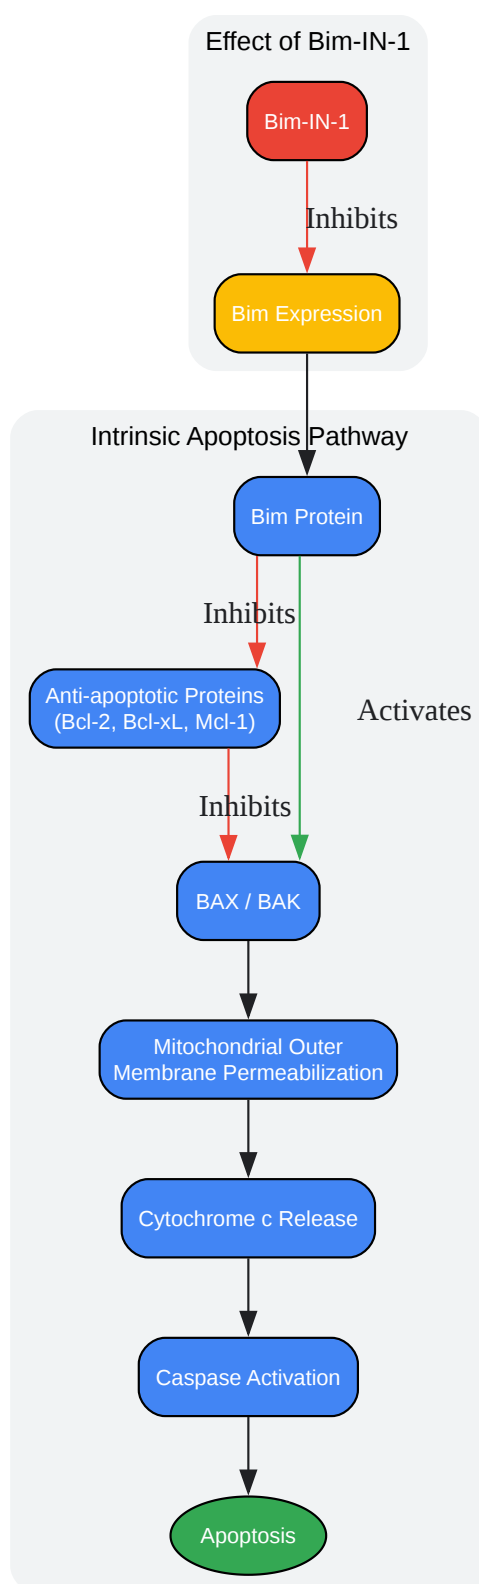 Effect of Bim-IN-1
Bim-IN-1
Inhibits
Bim Expression
Intrinsic Apoptosis Pathway
Bim Protein
Inhibits
Anti-apoptotic Proteins
(Bcl-2, Bcl-xL, Mcl-1)
Activates
Inhibits
BAX / BAK
Mitochondrial Outer
Membrane Permeabilization
Cytochrome c Release
Caspase Activation
Apoptosis